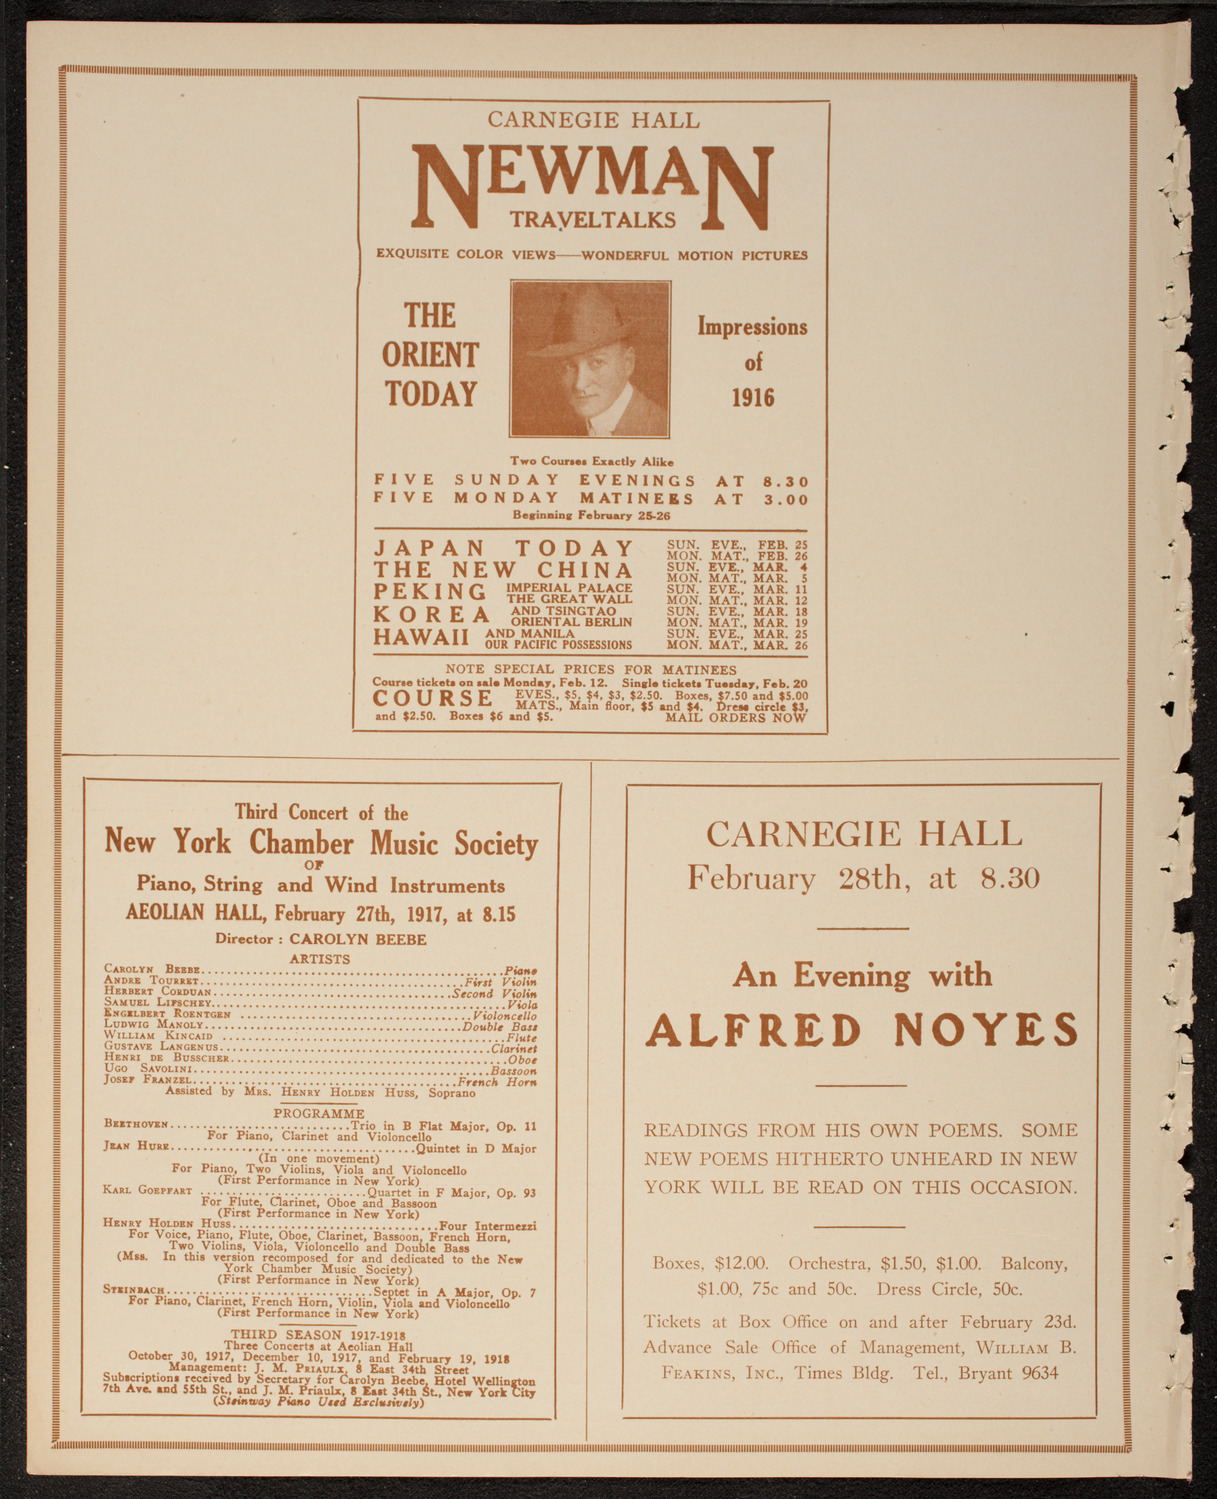 CARNEGIE HALL
NEWMAN
TRAVELTALKS
EXQUISITE COLOR VIEWS—WONDERFUL MOTION PICTURES
THE
ORIENT
TODAY
Impressions
of
1916
Two Courses Exactly Alike
FIVE SUNDAY EVENINGS AT 8.30
FIVE MONDAY MATINEES AT 3.00
Beginning February 25-26
JAPAN TODAY SUN. EVE., FEB. 25
MON. MAT., FEB. 26
THE NEW CHINA SUN. EVE., MAR. 4
MON. MAT., MAR. 5
PEKING IMPERIAL PALACE SUN. EVE., MAR. 11
THE GREAT WALL MON. MAT., MAR. 12
KOREA AND TSINGTAO SUN. EVE., MAR. 18
ORIENTAL BERLIN MON. MAT., MAR. 19
HAWAII AND MANILA SUN. EVE., MAR. 25
OUR PACIFIC POSSESSIONS MON. MAT., MAR. 26
NOTE SPECIAL PRICES FOR MATINEES
Course tickets on sale Monday, Feb. 12. Single tickets Tuesday, Feb. 20
COURSE EVES., $5, $4, $3, $2.50. Boxes, $7.50 and $5.00
MATS., Main floor, $5 and $4. Dress circle $3,
and $2.50. Boxes $6 and $5. MAIL ORDERS NOW
Third Concert of the
New York Chamber Music Society
OF
Piano, String and Wind Instruments
AEOLIAN HALL, February 27th, 1917, at 8.15
Director : CAROLYN BEEBE
ARTISTS
CAROLYN BEEBE..........Piano
ANDRE TOURRET..........First Violin
HERBERT CORDUAN..........Second Violin
SAMUEL LIFSCHEY..........Viola
ENGELBERT ROENTGEN..........Violoncello
LUDWIG MANOLY..........Double Bass
WILLIAM KINCAID..........Flute
GUSTAVE LANGENUS..........Clarinet
HENRI DE BUSSCHER..........Oboe
UGO SAVOLINI..........Bassoon
JOSEF FRANZEL..........French Horn
Assisted by MRS. HENRY HOLDEN HUSS, Soprano
PROGRAMME
BEETHOVEN..........Trio in B Flat Major, Op. 11
For Piano, Clarinet and Violoncello
JEAN HURE..........Quintet in D Major
(In one movement)
For Piano, Two Violins, Viola and Violoncello
(First Performance in New York)
KARL GOEPFART..........Quartet in F Major, Op. 93
For Flute, Clarinet, Oboe and Bassoon
(First Performance in New York)
HENRY HOLDEN HUSS..........Four Intermezzi
For Voice, Piano, Flute, Oboe, Clarinet, Bassoon, French Horn,
Two Violins, Viola, Violoncello and Double Bass
(Mss. In this version recomposed for and dedicated to the New
York Chamber Music Society)
(First Performance in New York)
STEINBACH..........Septet in A Major, Op. 7
For Piano, Clarinet, French Horn, Violin, Viola and Violoncello
(First Performance in New York)
THIRD SEASON 1917-1918
Three Concerts at Aeolian Hall
October 30, 1917, December 10, 1917, and February 19, 1918
Management: J. M. PRIAULX, 8 East 34th Street
Subscriptions received by Secretary for Carolyn Beebe, Hotel Wellington
7th Ave. and 55th St., and J. M. Priaulx, 8 East 34th St., New York City
(Steinway Piano Used Exclusively)
CARNEGIE HALL
February 28th, at 8.30
An Evening with
ALFRED NOYES
READINGS FROM HIS OWN POEMS. SOME
NEW POEMS HITHERTO UNHEARD IN NEW
YORK WILL BE READ ON THIS OCCASION.
Boxes, $12.00. Orchestra, $1.50, $1.00. Balcony,
$1.00, 75c and 50c. Dress Circle, 50c.
Tickets at Box Office on and after February 23d.
Advance Sale Office of Management, WILLIAM B.
FEAKINS, INC., Times Bldg. Tel., Bryant 9634